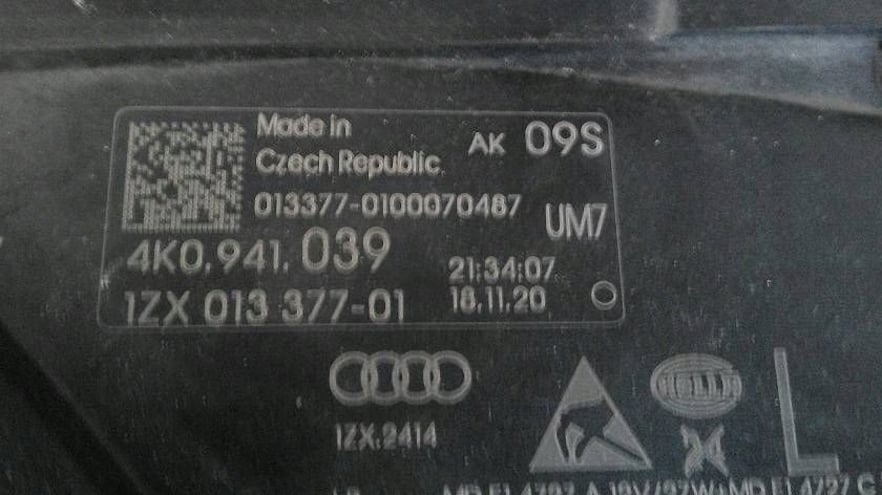 Made in
Czech Republic
AK 09S
013377-0100070487
UM7
4K0.941.039
21:34:07
1ZX 013 377-01
18.11.20
1ZX.2414
HELLA
L